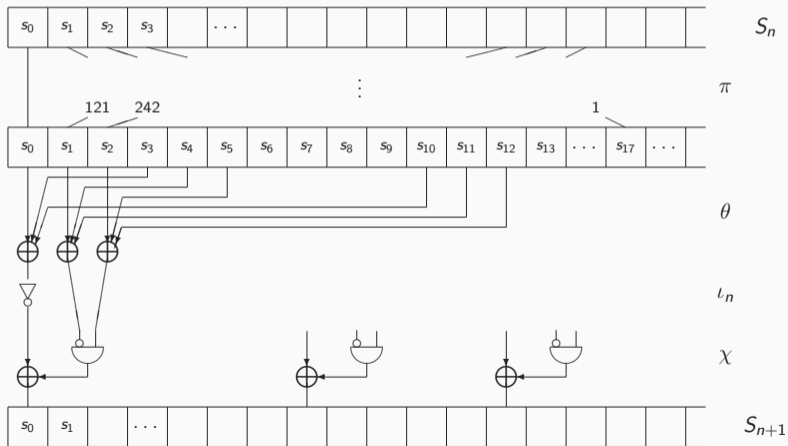 s0 s1 s2 s3 ... Sn
⋮ π
121 242 1
s0 s1 s2 s3 s4 s5 s6 s7 s8 s9 s10 s11 s12 s13 ... s17 ...
θ
ιn
χ
s0 s1 ... Sn+1